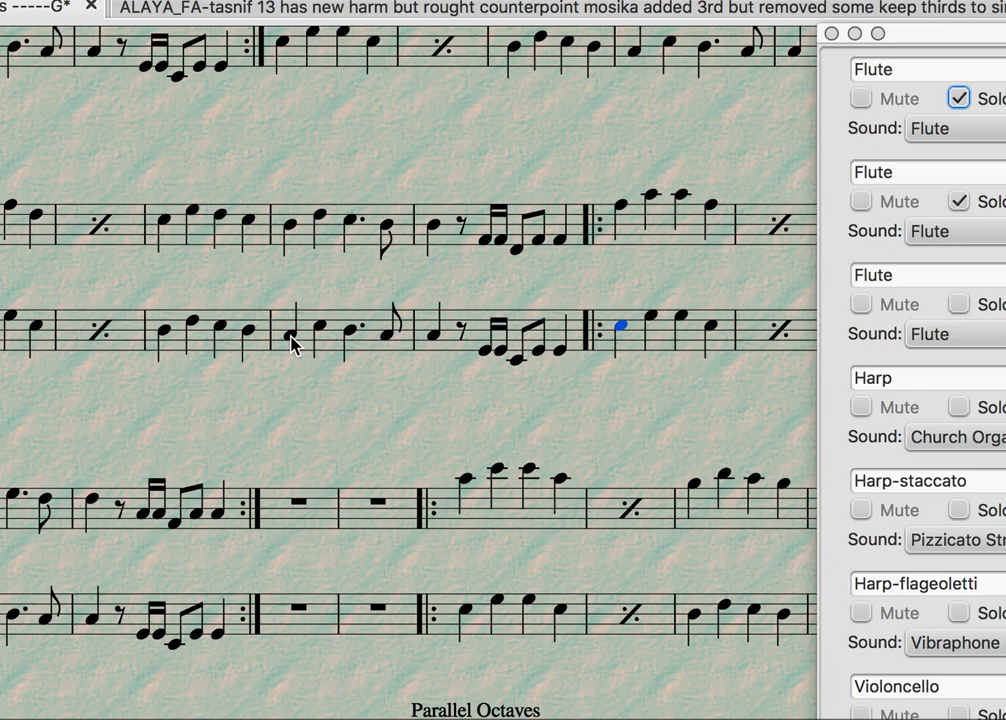 s -----G* ✕ ALAYA_FA-tasnif 13 has new harm but rought counterpoint mosika added 3rd but removed some keep thirds to si
Flute
Mute Solo
Sound: Flute
Flute
Mute Solo
Sound: Flute
Flute
Mute Solo
Sound: Flute
Harp
Mute Solo
Sound: Church Orga
Harp-staccato
Mute Solo
Sound: Pizzicato Str
Harp-flageoletti
Mute Solo
Sound: Vibraphone
Violoncello
Mute Solo
Parallel Octaves